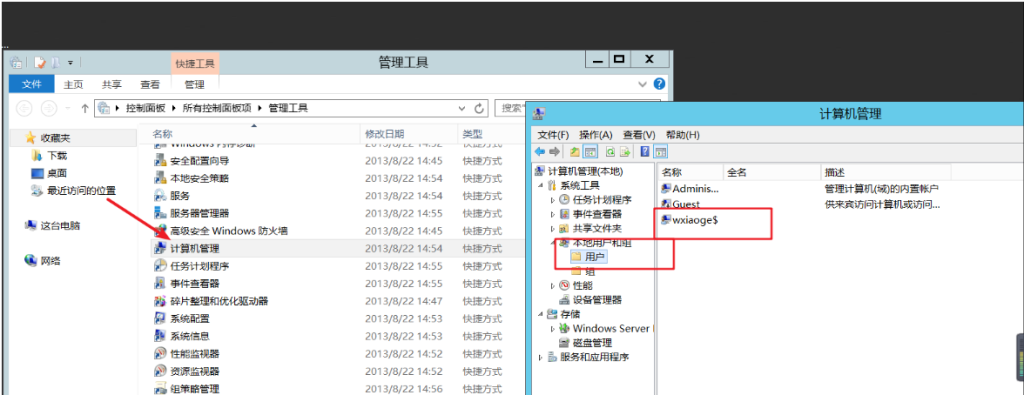 ...
快捷工具
管理工具
文件
主页
共享
查看
管理
控制面板 ▸ 所有控制面板项 ▸ 管理工具
搜索"
收藏夹
下载
桌面
最近访问的位置
这台电脑
网络
名称 修改日期 类型
Windows 内存诊断 2013/8/22 14:52 快捷方式
安全配置向导 2013/8/22 14:45 快捷方式
本地安全策略 2013/8/22 14:54 快捷方式
服务 2013/8/22 14:54 快捷方式
服务器管理器 2013/8/22 14:55 快捷方式
高级安全 Windows 防火墙 2013/8/22 14:45 快捷方式
计算机管理 2013/8/22 14:54 快捷方式
任务计划程序 2013/8/22 14:55 快捷方式
事件查看器 2013/8/22 14:55 快捷方式
碎片整理和优化驱动器 2013/8/22 14:47 快捷方式
系统配置 2013/8/22 14:53 快捷方式
系统信息 2013/8/22 14:53 快捷方式
性能监视器 2013/8/22 14:52 快捷方式
资源监视器 2013/8/22 14:52 快捷方式
组策略管理 2013/8/22 14:56 快捷方式
计算机管理
文件(F) 操作(A) 查看(V) 帮助(H)
计算机管理(本地)
系统工具
任务计划程序
事件查看器
共享文件夹
本地用户和组
用户
组
性能
设备管理器
存储
Windows Server
磁盘管理
服务和应用程序
名称 全名 描述
Adminis... 管理计算机(域)的内置帐户
Guest 供来宾访问计算机或访问...
wxiaoge$